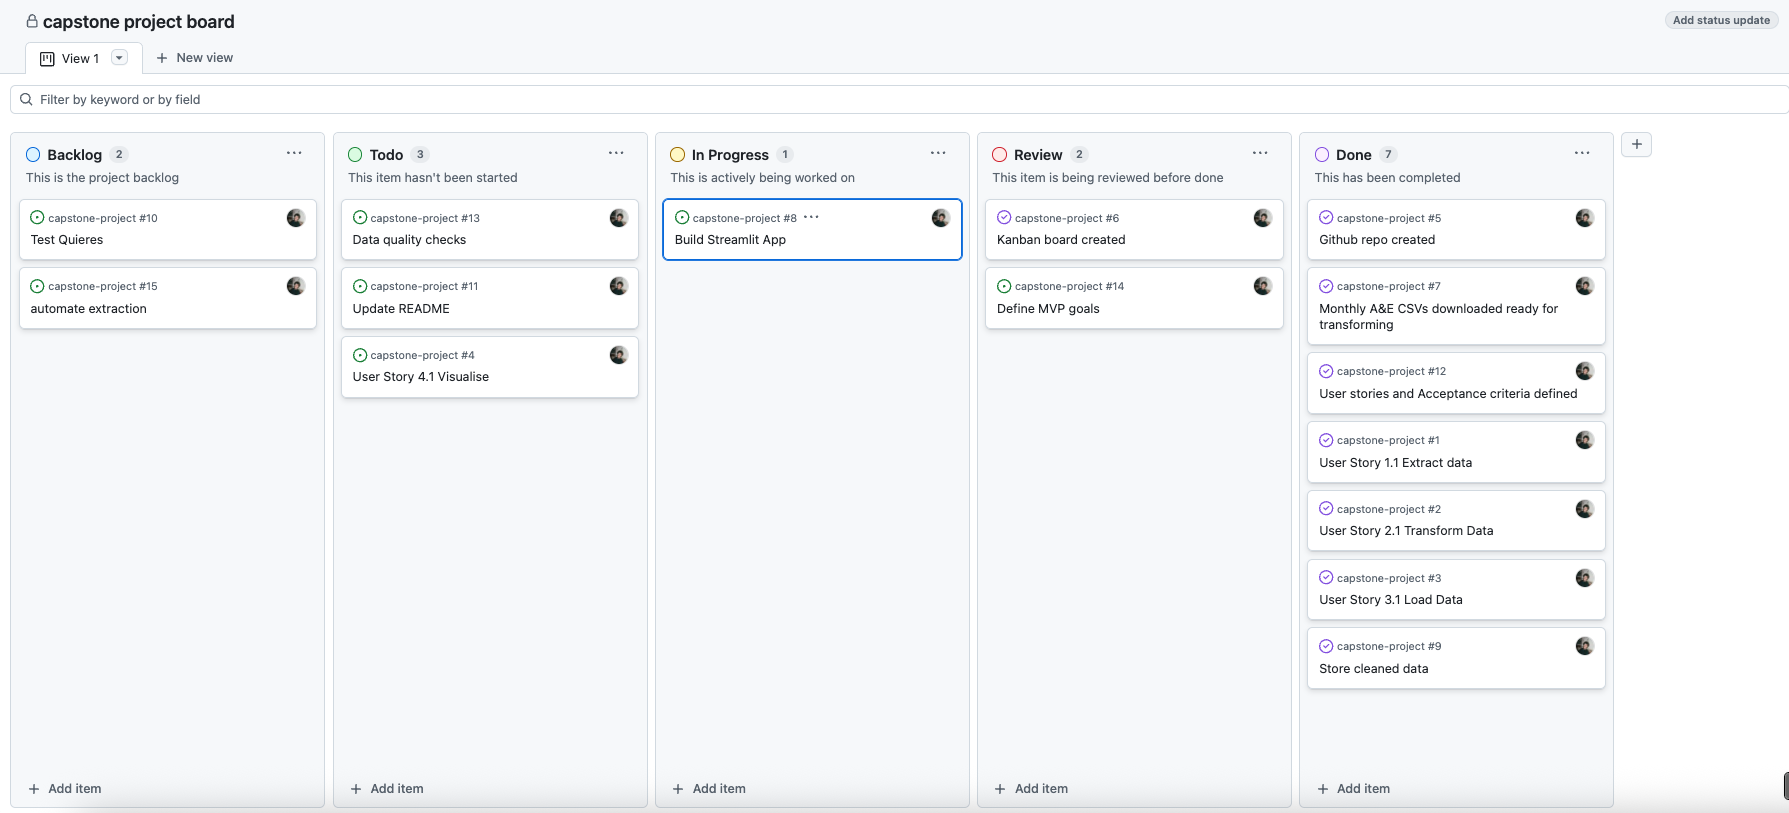 capstone project board
Add status update
View 1
New view
Filter by keyword or by field
Backlog 2
This is the project backlog
capstone-project #10
Test Quieres
capstone-project #15
automate extraction
Add item
Todo 3
This item hasn't been started
capstone-project #13
Data quality checks
capstone-project #11
Update README
capstone-project #4
User Story 4.1 Visualise
Add item
In Progress 1
This is actively being worked on
capstone-project #8
Build Streamlit App
Add item
Review 2
This item is being reviewed before done
capstone-project #6
Kanban board created
capstone-project #14
Define MVP goals
Add item
Done 7
This has been completed
capstone-project #5
Github repo created
capstone-project #7
Monthly A&E CSVs downloaded ready for
transforming
capstone-project #12
User stories and Acceptance criteria defined
capstone-project #1
User Story 1.1 Extract data
capstone-project #2
User Story 2.1 Transform Data
capstone-project #3
User Story 3.1 Load Data
capstone-project #9
Store cleaned data
Add item